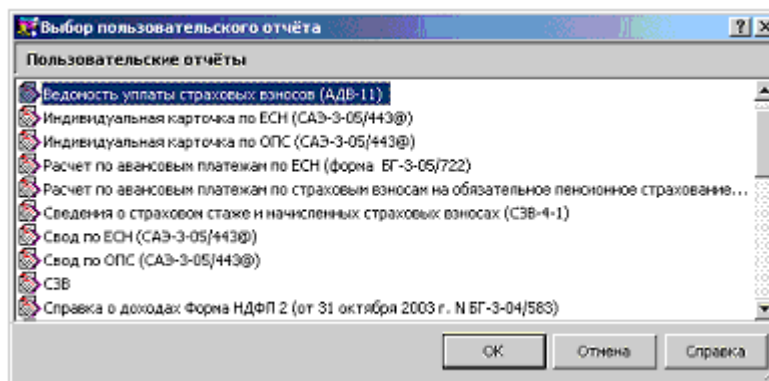 Выбор пользовательского отчёта
Пользовательские отчёты
Ведомость уплаты страховых взносов (АДВ-11)
Индивидуальная карточка по ЕСН (САЭ-3-05/443@)
Индивидуальная карточка по ОПС (САЭ-3-05/443@)
Расчет по авансовым платежам по ЕСН (форма БГ-3-05/722)
Расчет по авансовым платежам по страховым взносам на обязательное пенсионное страхование...
Сведения о страховом стаже и начисленных страховых взносах (СЗВ-4-1)
Свод по ЕСН (САЭ-3-05/443@)
Свод по ОПС (САЭ-3-05/443@)
СЗВ
Справка о доходах Форма НДФЛ 2 (от 31 октября 2003 г. N БГ-3-04/583)
ОК Отмена Справка